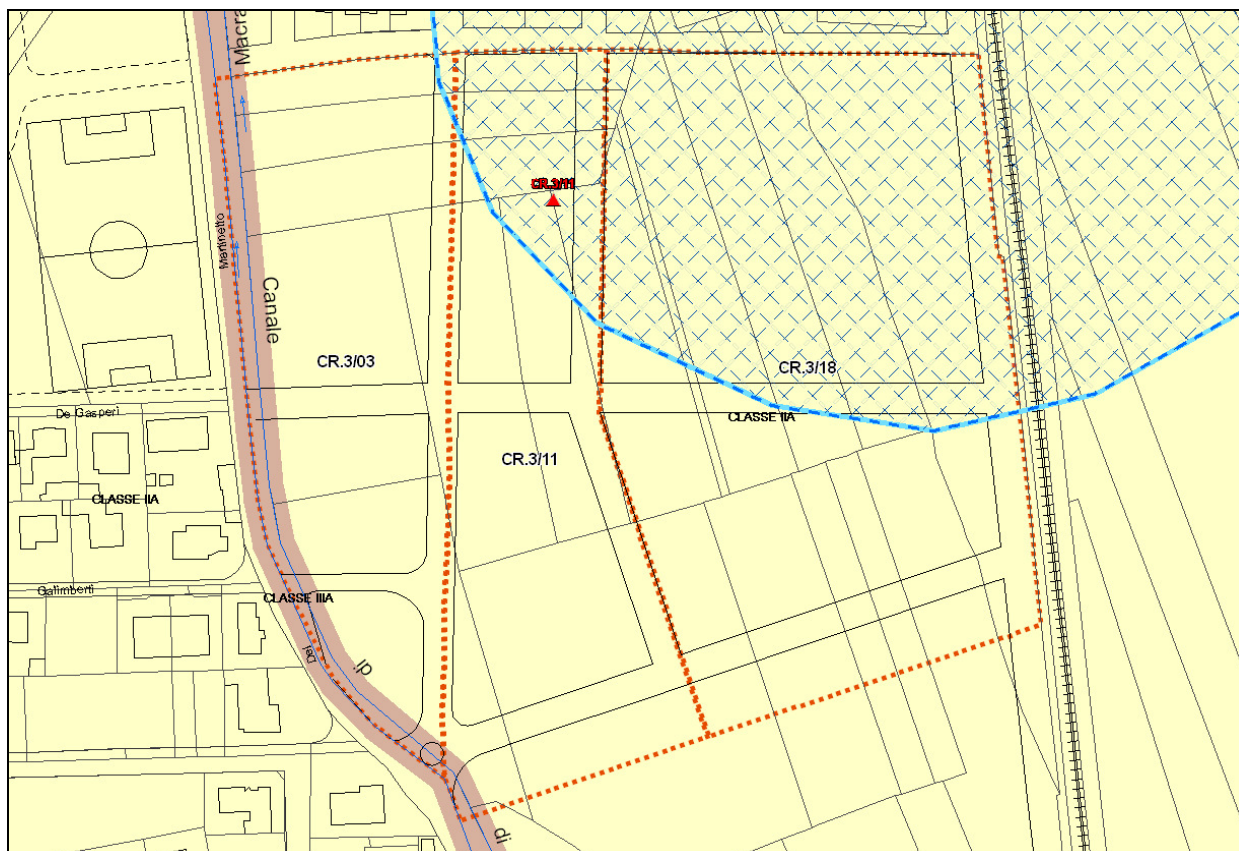 Macra
CR.3/11
Martinetto
Canale
CR.3/03
CR.3/18
De Gasperi
CLASSE IIA
CR.3/11
CLASSE IIA
Galimberti
CLASSE IIIA
Del
di
di